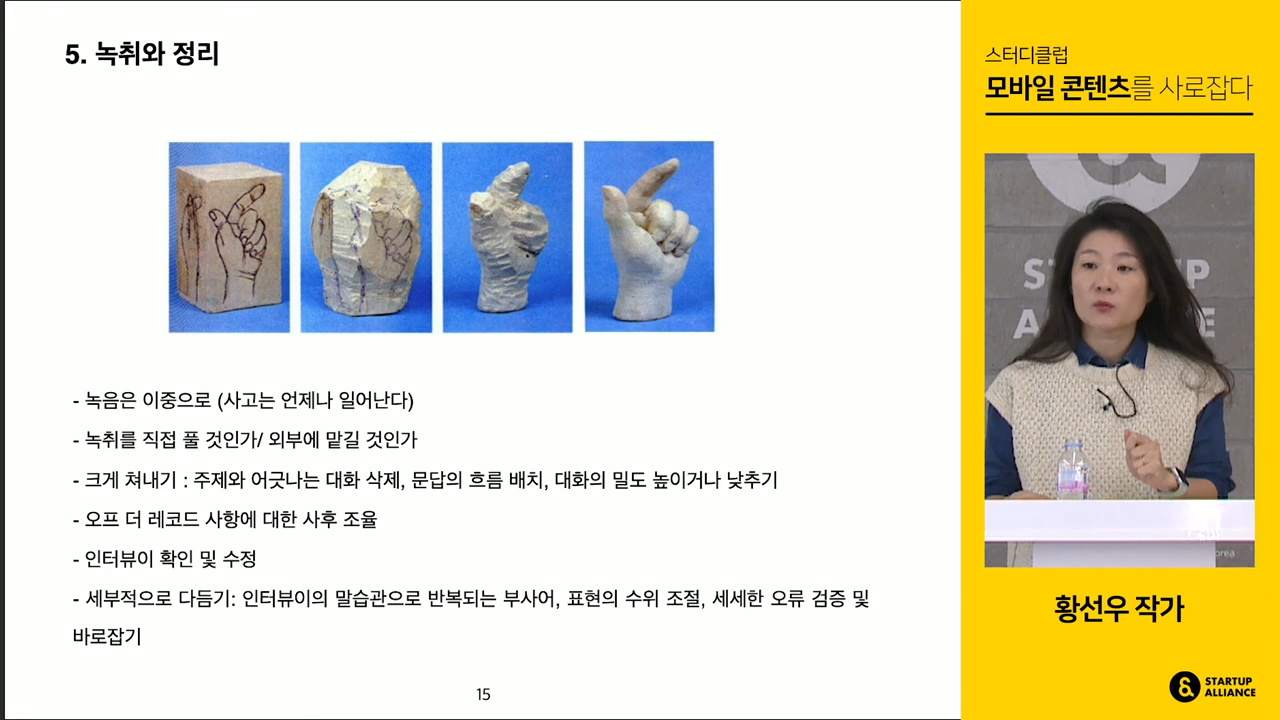 5. 녹취와 정리
- 녹음은 이중으로 (사고는 언제나 일어난다)
- 녹취를 직접 풀 것인가/ 외부에 맡길 것인가
- 크게 쳐내기 : 주제와 어긋나는 대화 삭제, 문답의 흐름 배치, 대화의 밀도 높이거나 낮추기
- 오프 더 레코드 사항에 대한 사후 조율
- 인터뷰이 확인 및 수정
- 세부적으로 다듬기: 인터뷰이의 말습관으로 반복되는 부사어, 표현의 수위 조절, 세세한 오류 검증 및
바로잡기
15
스터디클럽
모바일 콘텐츠를 사로잡다
황선우 작가
STARTUP
ALLIANCE